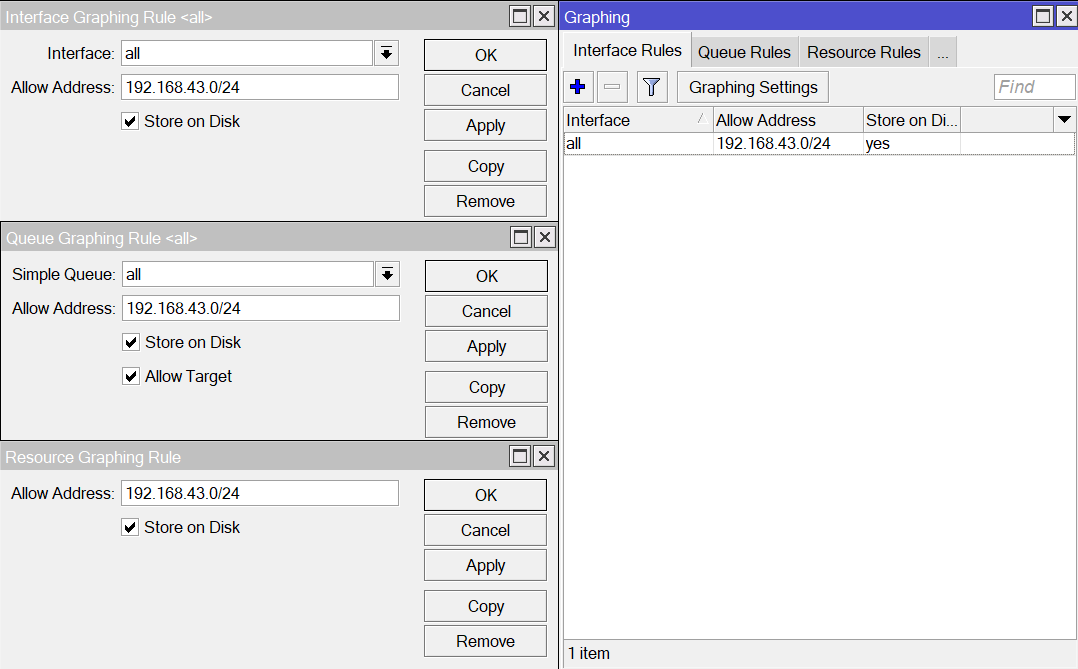 Interface Graphing Rule <all>
Interface: all
OK
Allow Address: 192.168.43.0/24
Cancel
Store on Disk
Apply
Copy
Remove
Queue Graphing Rule <all>
Simple Queue: all
OK
Allow Address: 192.168.43.0/24
Cancel
Store on Disk
Apply
Allow Target
Copy
Remove
Resource Graphing Rule
Allow Address: 192.168.43.0/24
OK
Store on Disk
Cancel
Apply
Copy
Remove
Graphing
Interface Rules Queue Rules Resource Rules ...
Graphing Settings Find
Interface Allow Address Store on Di...
all 192.168.43.0/24 yes
1 item